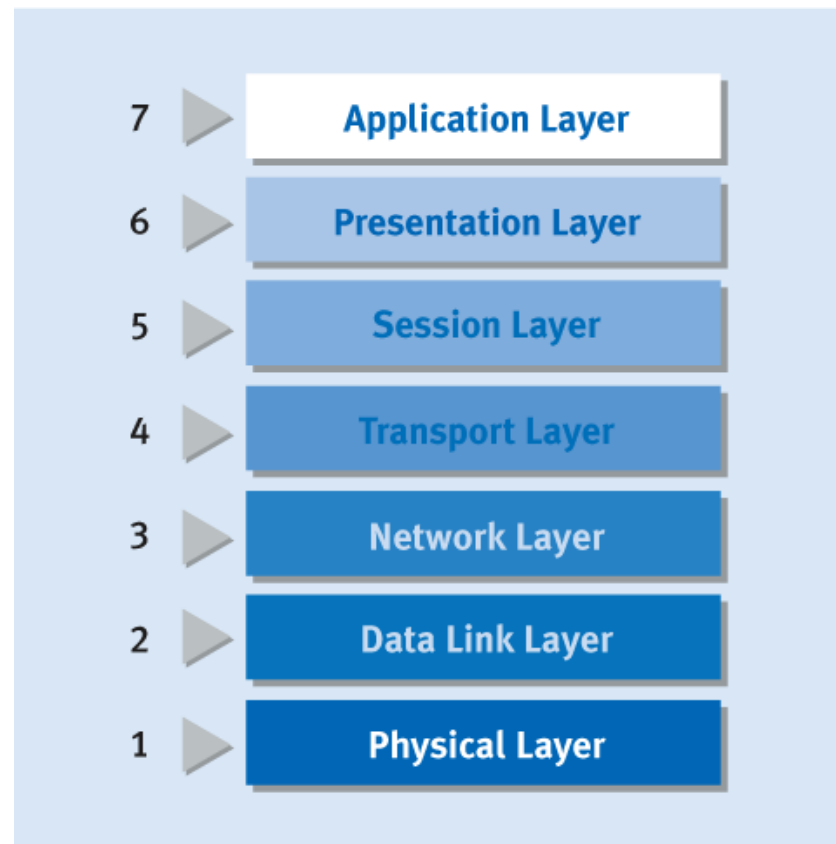 7 Application Layer
6 Presentation Layer
5 Session Layer
4 Transport Layer
3 Network Layer
2 Data Link Layer
1 Physical Layer